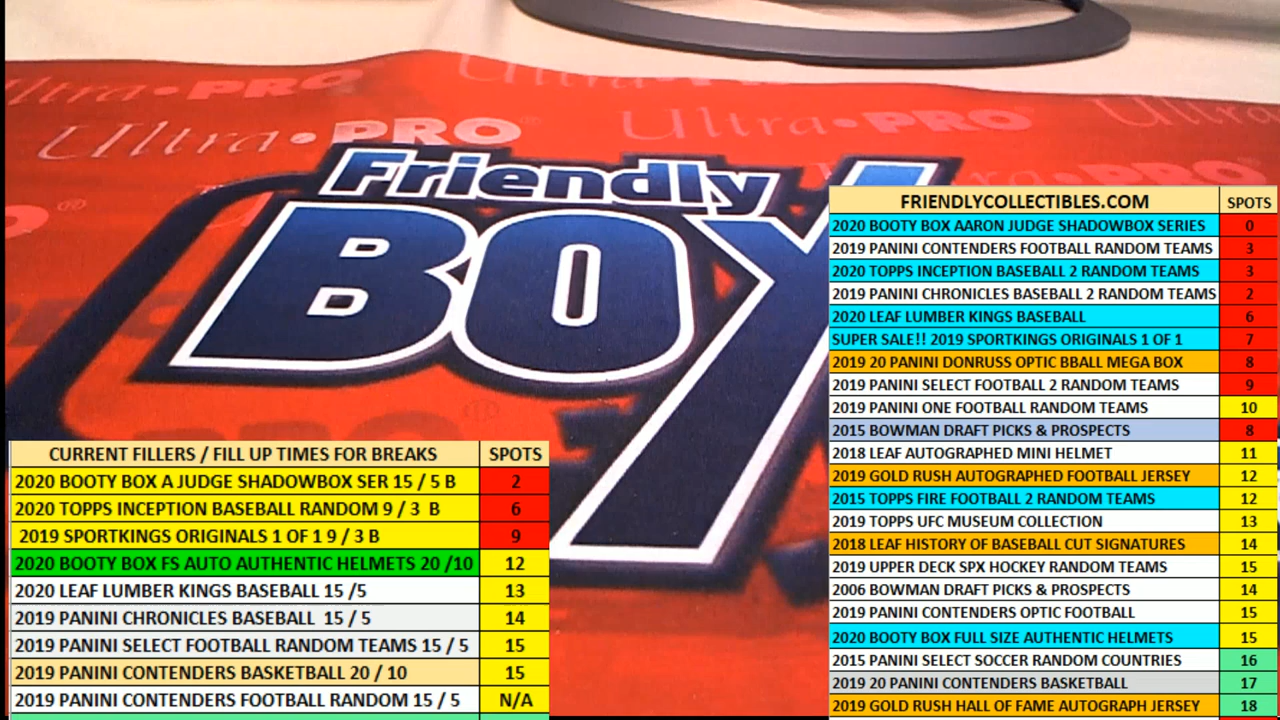 Ultra•PRO
Ultra•PRO®
Ultra•PRO
Ultra
PRO
Friendly
BOY
FRIENDLYCOLLECTIBLES.COM SPOTS
2020 BOOTY BOX AARON JUDGE SHADOWBOX SERIES 0
2019 PANINI CONTENDERS FOOTBALL RANDOM TEAMS 3
2020 TOPPS INCEPTION BASEBALL 2 RANDOM TEAMS 3
2019 PANINI CHRONICLES BASEBALL 2 RANDOM TEAMS 2
2020 LEAF LUMBER KINGS BASEBALL 6
SUPER SALE!! 2019 SPORTKINGS ORIGINALS 1 OF 1 7
2019 20 PANINI DONRUSS OPTIC BBALL MEGA BOX 8
2019 PANINI SELECT FOOTBALL 2 RANDOM TEAMS 9
2019 PANINI ONE FOOTBALL RANDOM TEAMS 10
2015 BOWMAN DRAFT PICKS & PROSPECTS 8
2018 LEAF AUTOGRAPHED MINI HELMET 11
2019 GOLD RUSH AUTOGRAPHED FOOTBALL JERSEY 12
2015 TOPPS FIRE FOOTBALL 2 RANDOM TEAMS 12
2019 TOPPS UFC MUSEUM COLLECTION 13
2018 LEAF HISTORY OF BASEBALL CUT SIGNATURES 14
2019 UPPER DECK SPX HOCKEY RANDOM TEAMS 15
2006 BOWMAN DRAFT PICKS & PROSPECTS 14
2019 PANINI CONTENDERS OPTIC FOOTBALL 15
2020 BOOTY BOX FULL SIZE AUTHENTIC HELMETS 15
2015 PANINI SELECT SOCCER RANDOM COUNTRIES 16
2019 20 PANINI CONTENDERS BASKETBALL 17
2019 GOLD RUSH HALL OF FAME AUTOGRAPH JERSEY 18
CURRENT FILLERS / FILL UP TIMES FOR BREAKS SPOTS
2020 BOOTY BOX A JUDGE SHADOWBOX SER 15 / 5 B 2
2020 TOPPS INCEPTION BASEBALL RANDOM 9 / 3 B 6
2019 SPORTKINGS ORIGINALS 1 OF 1 9 / 3 B 9
2020 BOOTY BOX FS AUTO AUTHENTIC HELMETS 20 /10 12
2020 LEAF LUMBER KINGS BASEBALL 15 /5 13
2019 PANINI CHRONICLES BASEBALL 15 / 5 14
2019 PANINI SELECT FOOTBALL RANDOM TEAMS 15 / 5 15
2019 PANINI CONTENDERS BASKETBALL 20 / 10 15
2019 PANINI CONTENDERS FOOTBALL RANDOM 15 / 5 N/A